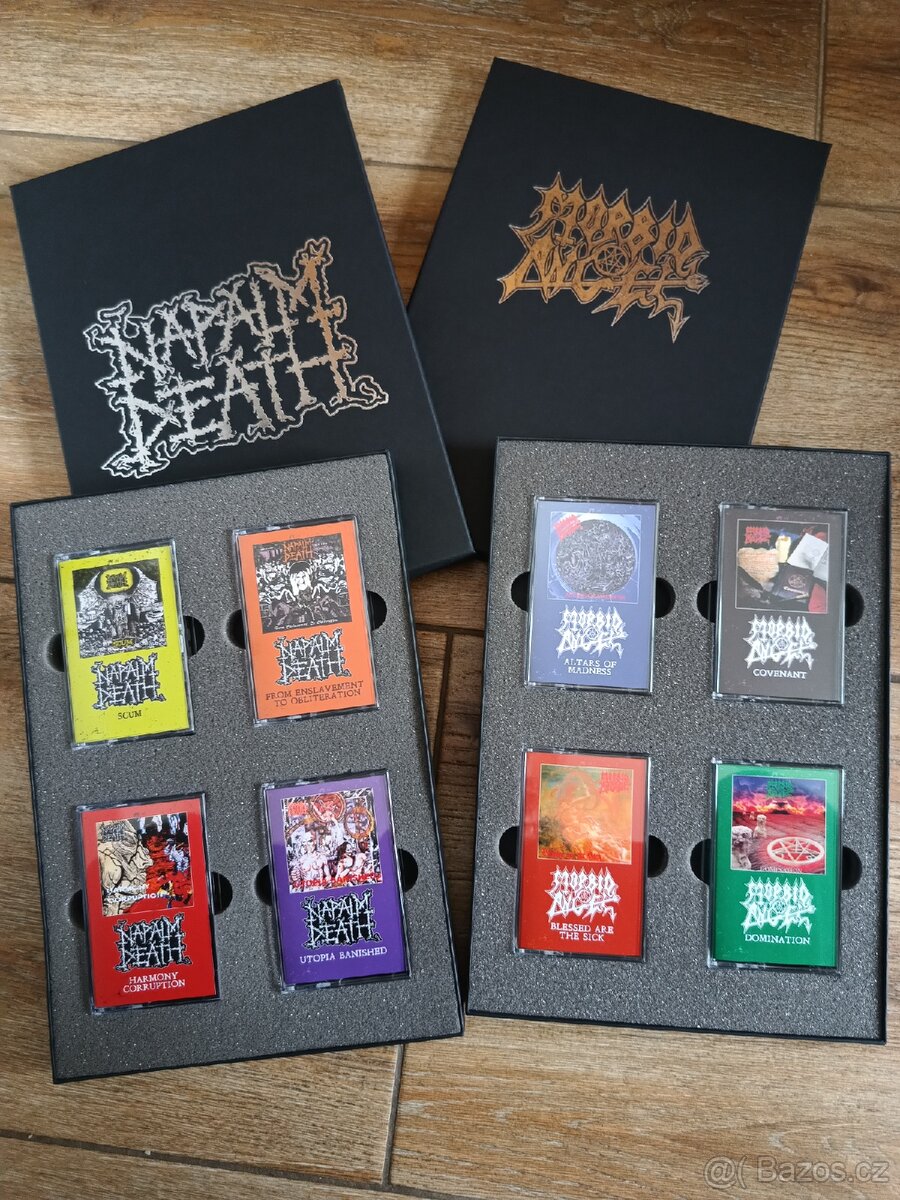 NAPALM
DEATH
MORBID
ANGEL
NAPALM
DEATH
SCUM
NAPALM
DEATH
FROM ENSLAVEMENT
TO OBLITERATION
MORBID
ANGEL
ALTARS OF
MADNESS
MORBID
ANGEL
COVENANT
NAPALM
DEATH
HARMONY
CORRUPTION
NAPALM
DEATH
UTOPIA BANISHED
MORBID
ANGEL
BLESSED ARE
THE SICK
MORBID
ANGEL
DOMINATION
@( Bazos.cz